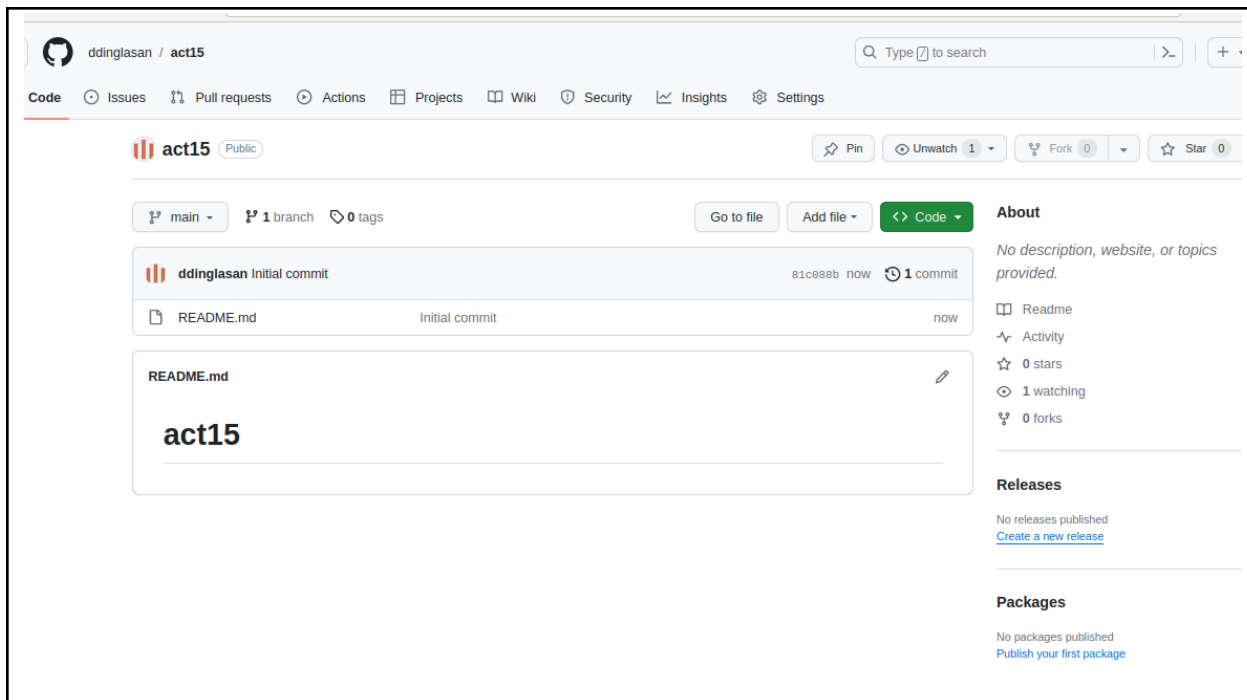 ddinglasan / act15
Type / to search
Code Issues Pull requests Actions Projects Wiki Security Insights Settings
act15 Public
Pin Unwatch 1 Fork 0 Star 0
main 1 branch 0 tags Go to file Add file Code
ddinglasan Initial commit 81c088b now 1 commit
README.md Initial commit now
README.md
act15
About
No description, website, or topics
provided.
Readme
Activity
0 stars
1 watching
0 forks
Releases
No releases published
Create a new release
Packages
No packages published
Publish your first package